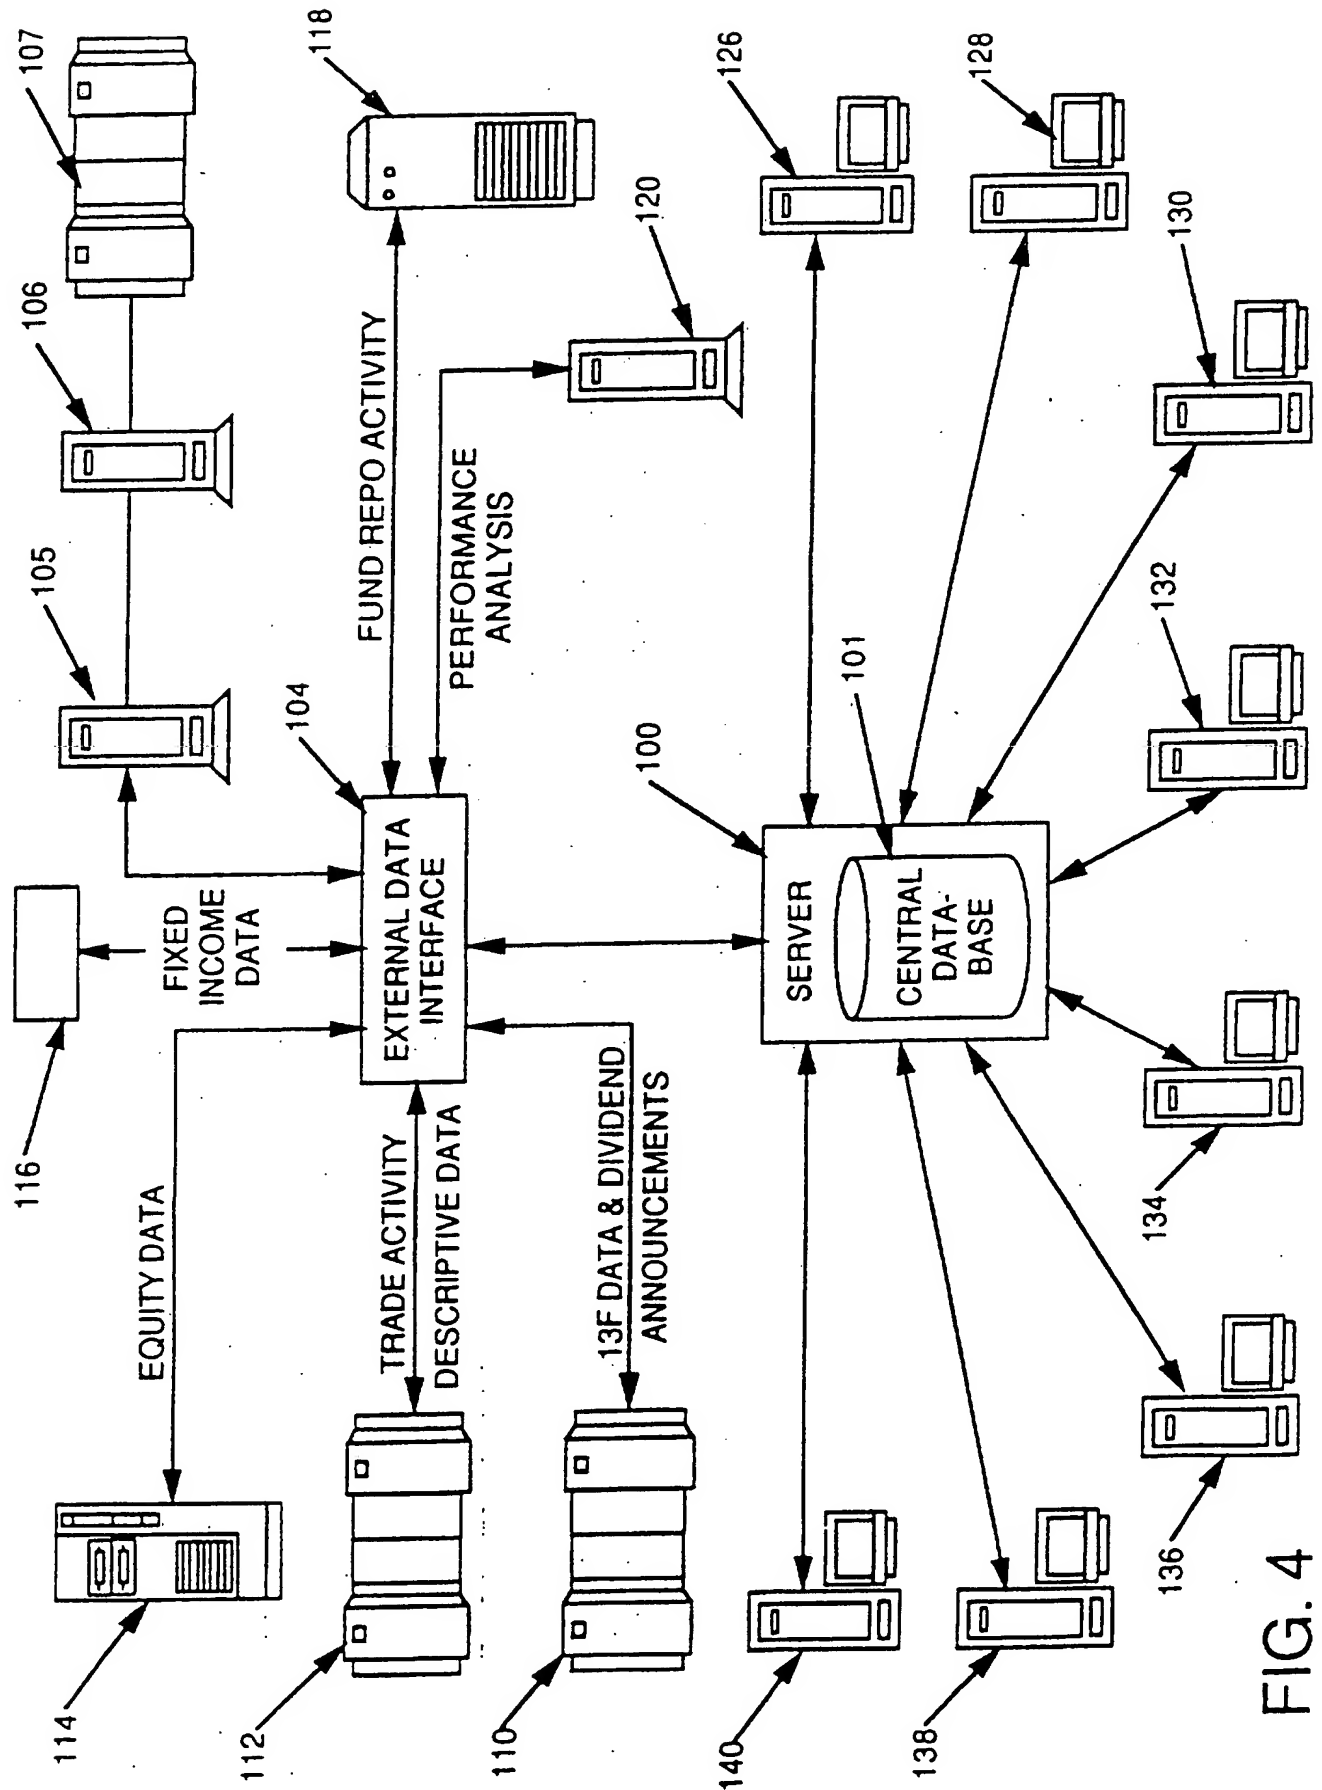 114
EQUITY DATA
116
FIXED
INCOME
DATA
105
106
107
112
TRADE ACTIVITY
DESCRIPTIVE DATA
EXTERNAL DATA
INTERFACE
104
FUND REPO ACTIVITY
118
110
13F DATA & DIVIDEND
ANNOUNCEMENTS
PERFORMANCE
ANALYSIS
120
140
SERVER
100
126
CENTRAL
DATA-
BASE
101
138
128
136
134
132
130
FIG. 4